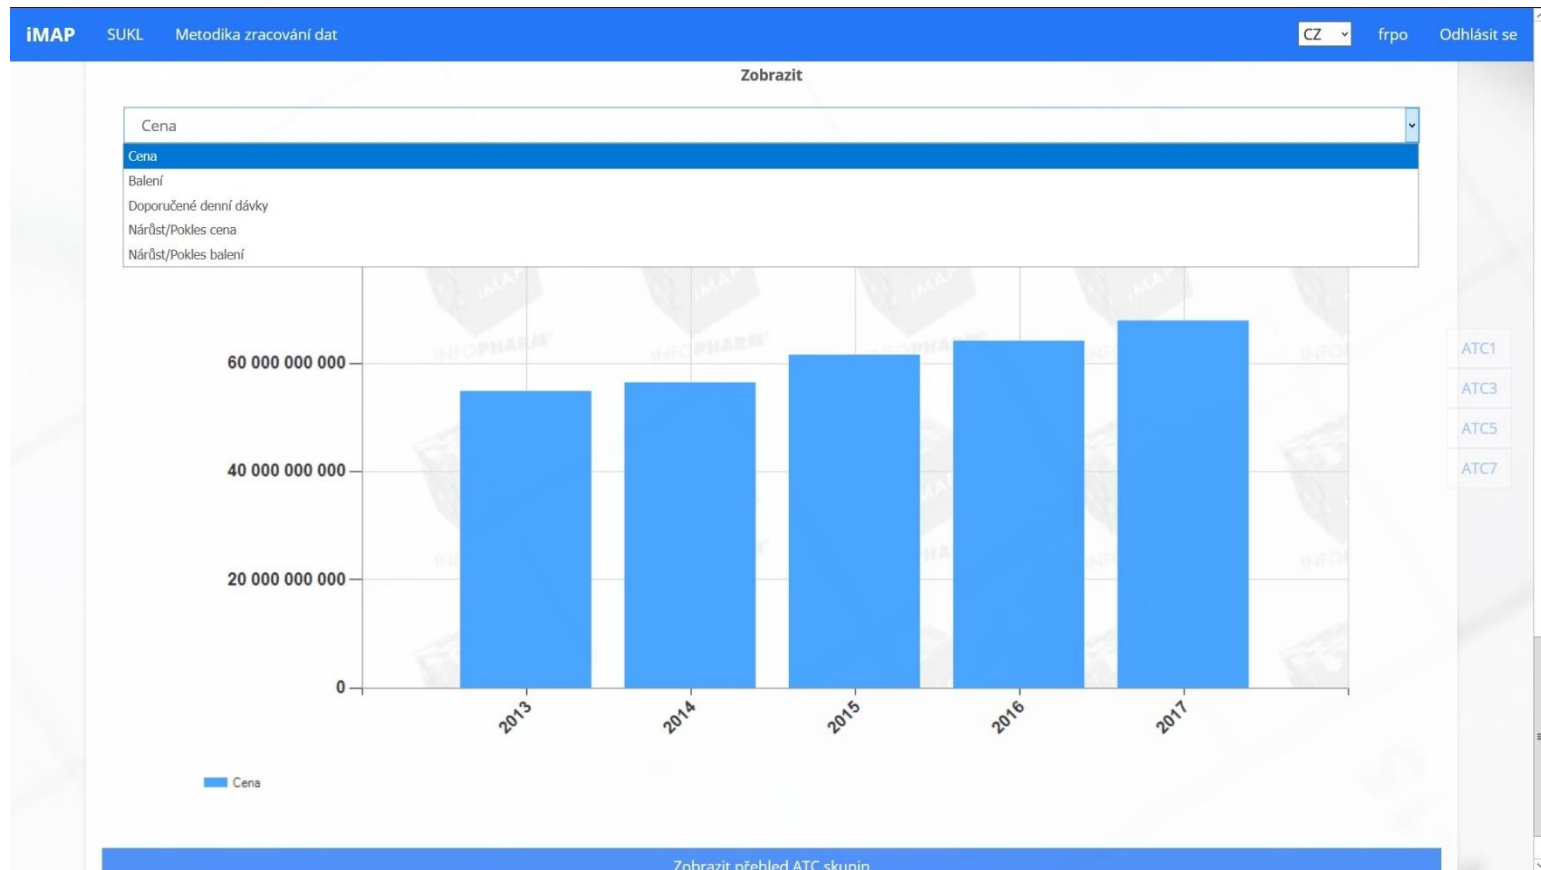 iMAP SUKL Metodika zracování dat CZ frpo Odhlásit se
Zobrazit
Cena
Cena
Balení
Doporučené denní dávky
Nárůst/Pokles cena
Nárůst/Pokles balení
60 000 000 000
40 000 000 000
20 000 000 000
0
2013 2014 2015 2016 2017
Cena
ATC1
ATC3
ATC5
ATC7
INFOPHARM
Zobrazit přehled ATC skupin